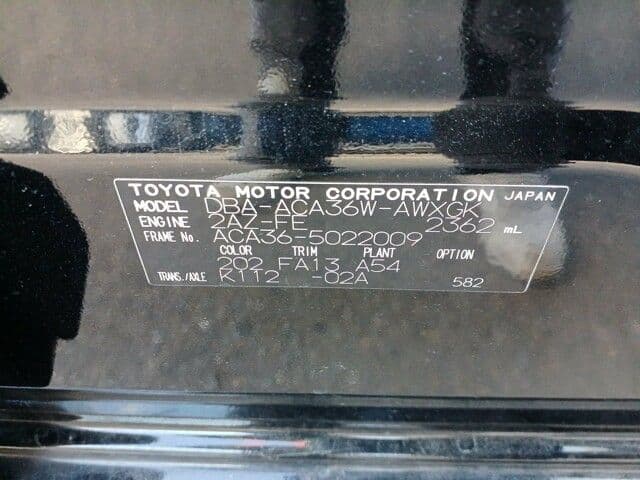 TOYOTA MOTOR CORPORATION JAPAN
MODEL DBA-ACA36W-AWXGK
ENGINE 2AZ-FE 2362 mL
FRAME No. ACA36-5022009
COLOR TRIM PLANT OPTION
202 FA13 A54
TRANS./AXLE K112 -02A 582